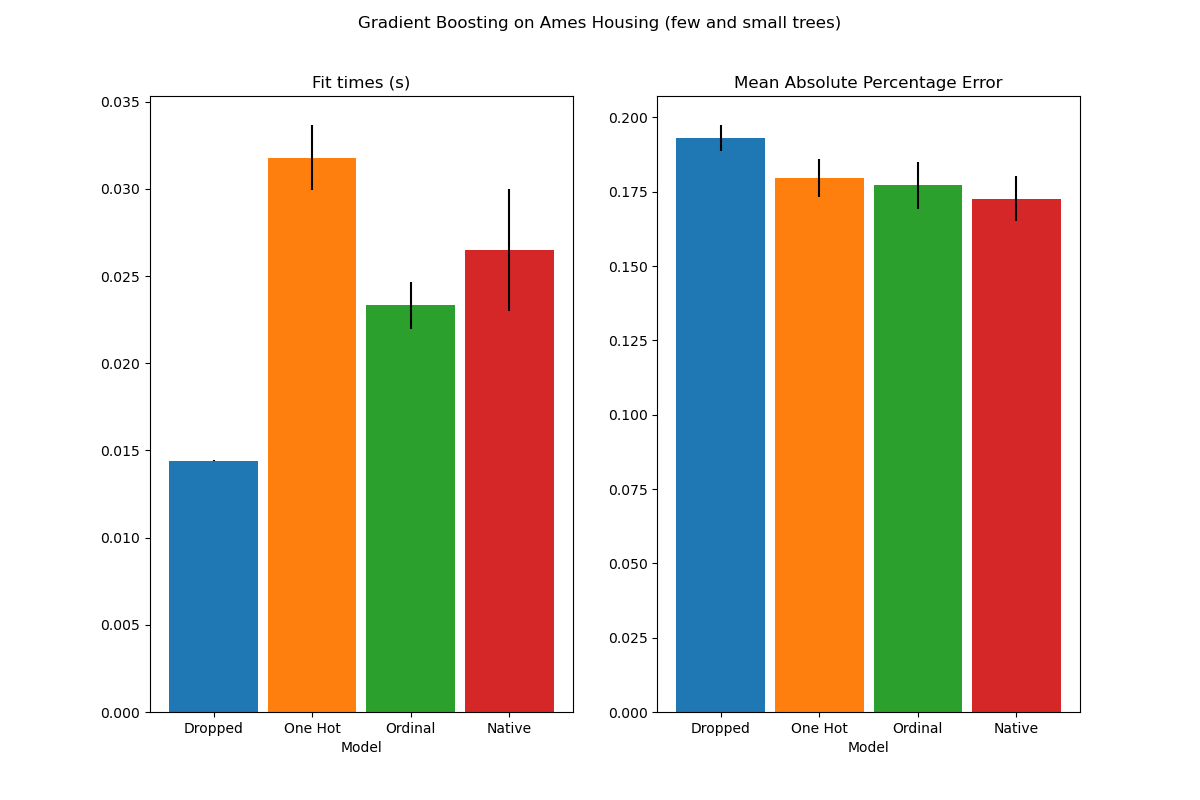 Gradient Boosting on Ames Housing (few and small trees)
Fit times (s)
0.035
0.030
0.025
0.020
0.015
0.010
0.005
0.000
Dropped One Hot Ordinal Native
Model
Mean Absolute Percentage Error
0.200
0.175
0.150
0.125
0.100
0.075
0.050
0.025
0.000
Dropped One Hot Ordinal Native
Model